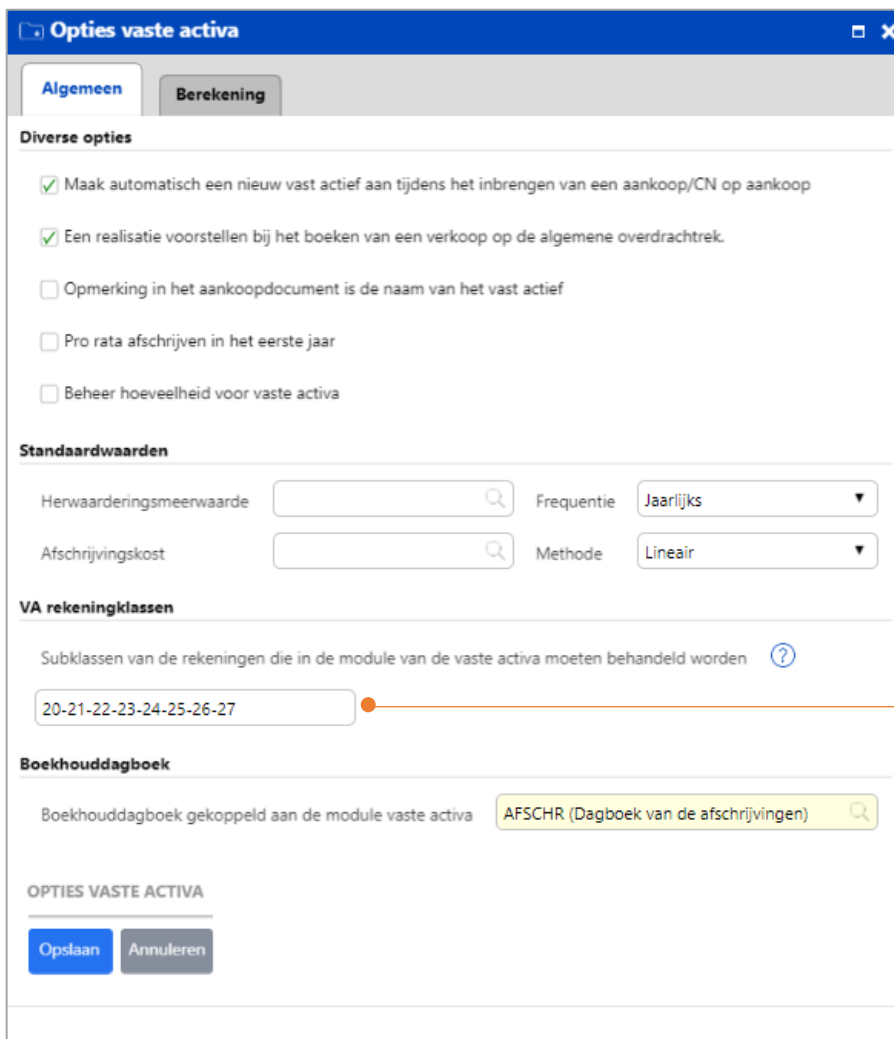 Opties vaste activa
Algemeen
Berekening
Diverse opties
Maak automatisch een nieuw vast actief aan tijdens het inbrengen van een aankoop/CN op aankoop
Een realisatie voorstellen bij het boeken van een verkoop op de algemene overdrachtrek.
Opmerking in het aankoopdocument is de naam van het vast actief
Pro rata afschrijven in het eerste jaar
Beheer hoeveelheid voor vaste activa
Standaardwaarden
Herwaarderingsmeerwaarde Frequentie Jaarlijks
Afschrijvingskost Methode Lineair
VA rekeningklassen
Subklassen van de rekeningen die in de module van de vaste activa moeten behandeld worden ?
20-21-22-23-24-25-26-27
Boekhouddagboek
Boekhouddagboek gekoppeld aan de module vaste activa AFSCHR (Dagboek van de afschrijvingen)
OPTIES VASTE ACTIVA
Opslaan Annuleren